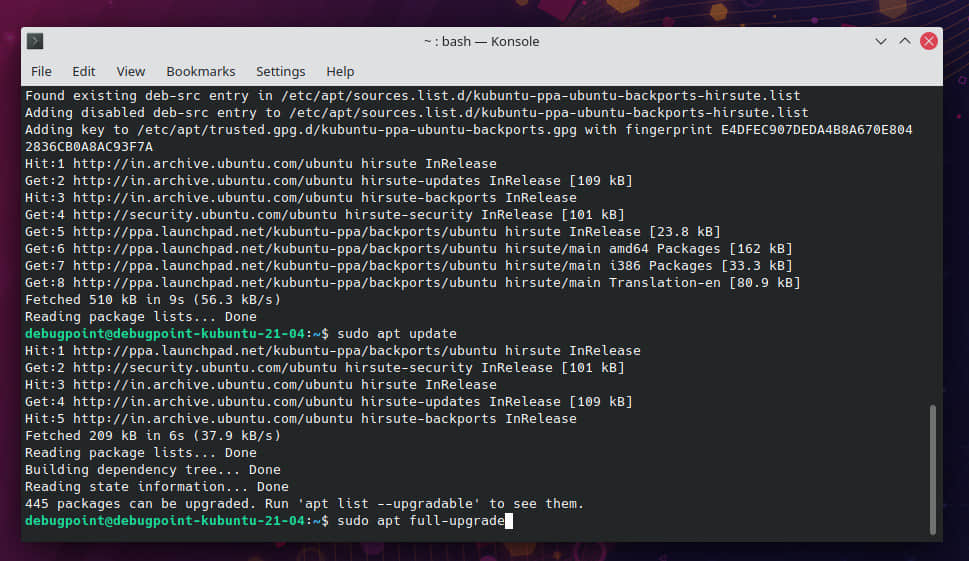 ~ : bash — Konsole
File Edit View Bookmarks Settings Help
Found existing deb-src entry in /etc/apt/sources.list.d/kubuntu-ppa-ubuntu-backports-hirsute.list
Adding disabled deb-src entry to /etc/apt/sources.list.d/kubuntu-ppa-ubuntu-backports-hirsute.list
Adding key to /etc/apt/trusted.gpg.d/kubuntu-ppa-ubuntu-backports.gpg with fingerprint E4DFEC907DEDA4B8A670E804
2836CB0A8AC93F7A
Hit:1 http://in.archive.ubuntu.com/ubuntu hirsute InRelease
Get:2 http://in.archive.ubuntu.com/ubuntu hirsute-updates InRelease [109 kB]
Hit:3 http://in.archive.ubuntu.com/ubuntu hirsute-backports InRelease
Get:4 http://security.ubuntu.com/ubuntu hirsute-security InRelease [101 kB]
Get:5 http://ppa.launchpad.net/kubuntu-ppa/backports/ubuntu hirsute InRelease [23.8 kB]
Get:6 http://ppa.launchpad.net/kubuntu-ppa/backports/ubuntu hirsute/main amd64 Packages [162 kB]
Get:7 http://ppa.launchpad.net/kubuntu-ppa/backports/ubuntu hirsute/main i386 Packages [33.3 kB]
Get:8 http://ppa.launchpad.net/kubuntu-ppa/backports/ubuntu hirsute/main Translation-en [80.9 kB]
Fetched 510 kB in 9s (56.3 kB/s)
Reading package lists... Done
debugpoint@debugpoint-kubuntu-21-04:~$ sudo apt update
Hit:1 http://ppa.launchpad.net/kubuntu-ppa/backports/ubuntu hirsute InRelease
Get:2 http://security.ubuntu.com/ubuntu hirsute-security InRelease [101 kB]
Hit:3 http://in.archive.ubuntu.com/ubuntu hirsute InRelease
Get:4 http://in.archive.ubuntu.com/ubuntu hirsute-updates InRelease [109 kB]
Hit:5 http://in.archive.ubuntu.com/ubuntu hirsute-backports InRelease
Fetched 209 kB in 6s (37.9 kB/s)
Reading package lists... Done
Building dependency tree... Done
Reading state information... Done
445 packages can be upgraded. Run 'apt list --upgradable' to see them.
debugpoint@debugpoint-kubuntu-21-04:~$ sudo apt full-upgrade